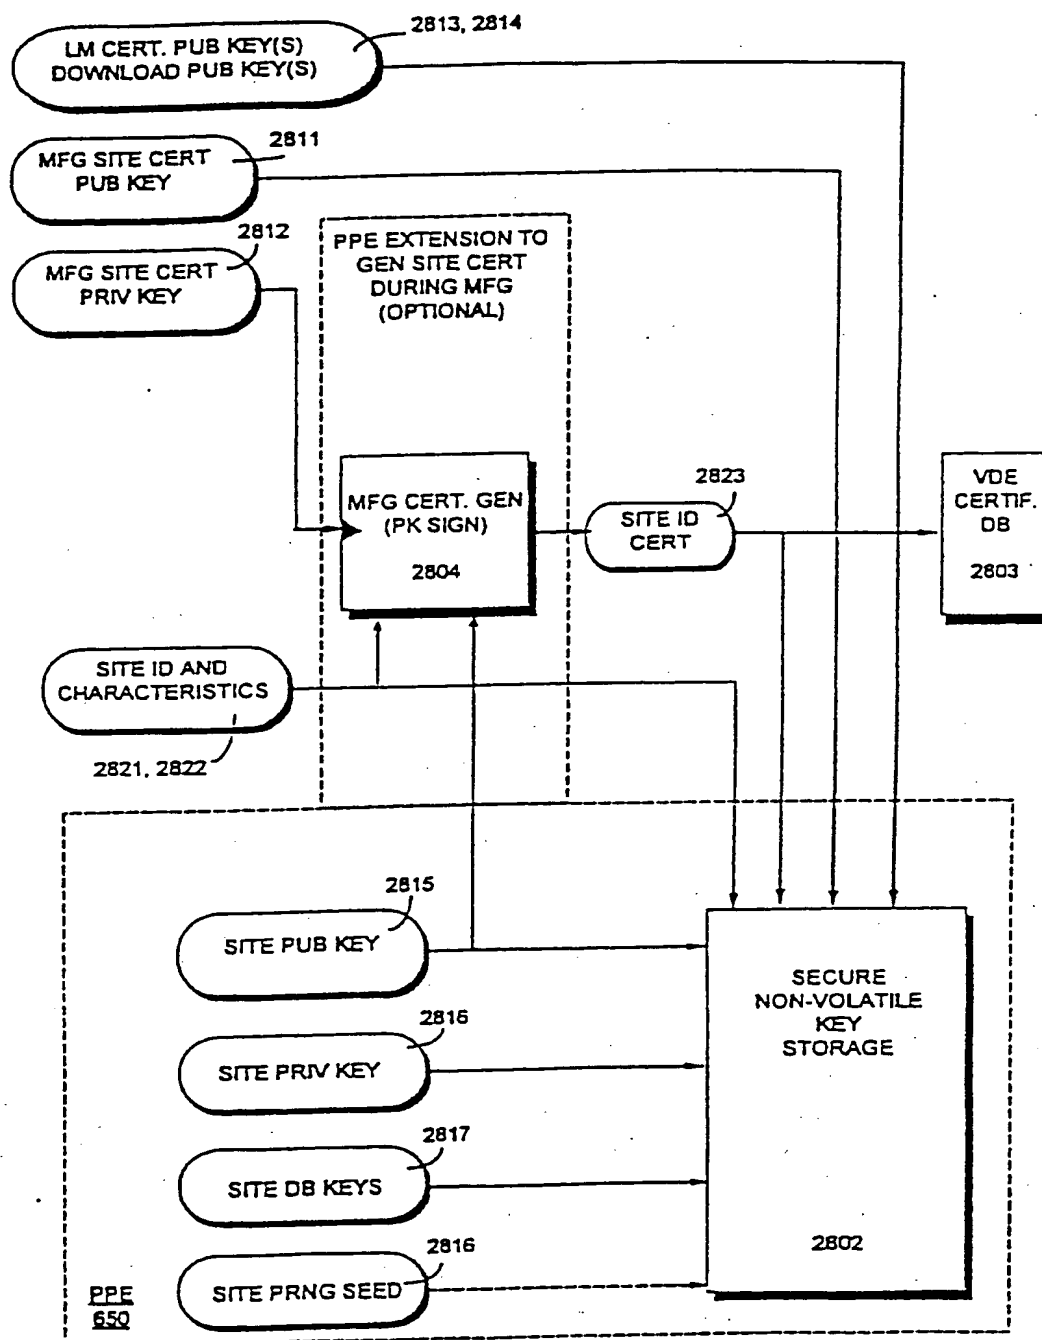 2813, 2814
LM CERT. PUB KEY(S)
DOWNLOAD PUB KEY(S)
2811
MFG SITE CERT
PUB KEY
2812
MFG SITE CERT
PRIV KEY
PPE EXTENSION TO
GEN SITE CERT
DURING MFG
(OPTIONAL)
MFG CERT. GEN
(PK SIGN)
2804
2823
SITE ID
CERT
VDE
CERTIF.
DB
2803
SITE ID AND
CHARACTERISTICS
2821, 2822
2815
SITE PUB KEY
2816
SITE PRIV KEY
2817
SITE DB KEYS
2816
SITE PRNG SEED
SECURE
NON-VOLATILE
KEY
STORAGE
2802
PPE
650